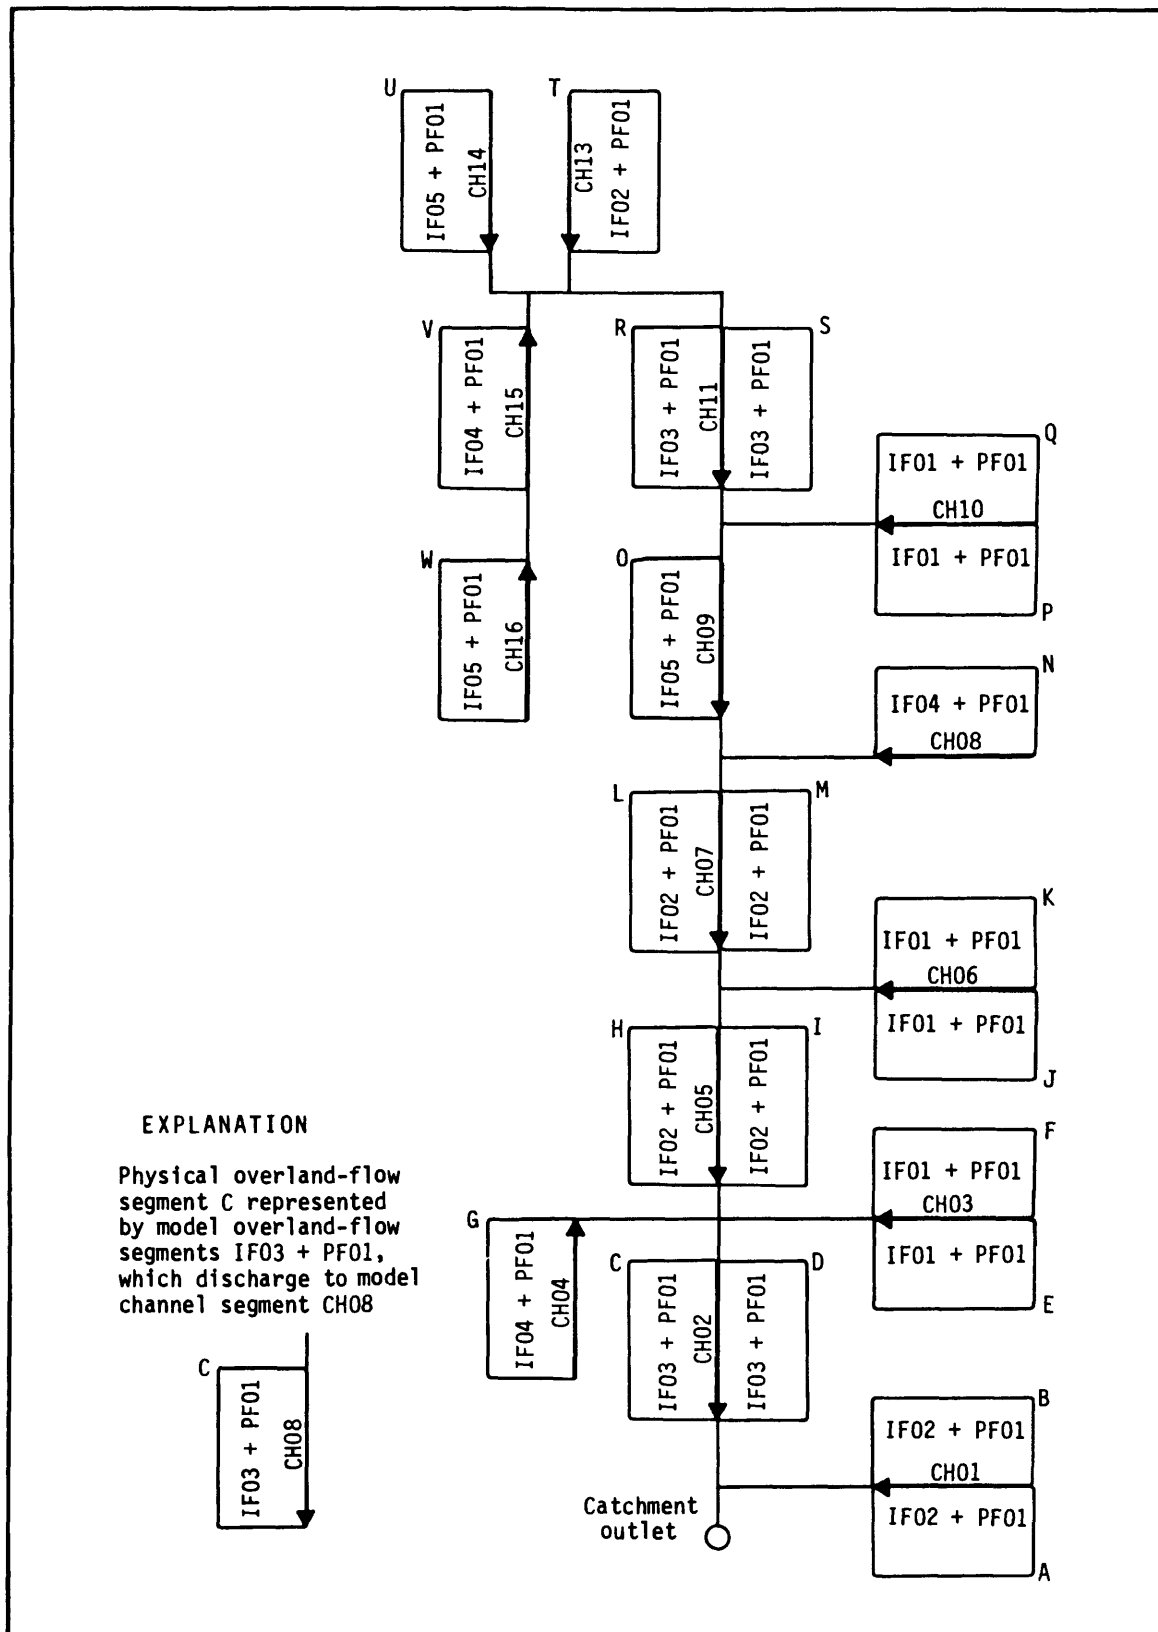 U
T
IF05 + PF01
CH14
CH13
IF02 + PF01
V
R
S
IF04 + PF01
CH15
IF03 + PF01
CH11
IF03 + PF01
Q
IF01 + PF01
CH10
IF01 + PF01
P
W
O
IF05 + PF01
CH16
IF05 + PF01
CH09
N
IF04 + PF01
CH08
L
M
IF02 + PF01
CH07
IF02 + PF01
K
IF01 + PF01
CH06
IF01 + PF01
J
H
I
IF02 + PF01
CH05
IF02 + PF01
F
IF01 + PF01
CH03
IF01 + PF01
E
G
IF04 + PF01
CH04
C
D
IF03 + PF01
CH02
IF03 + PF01
B
IF02 + PF01
CH01
IF02 + PF01
A
Catchment
outlet
EXPLANATION
Physical overland-flow
segment C represented
by model overland-flow
segments IF03 + PF01,
which discharge to model
channel segment CH08
C
IF03 + PF01
CH08